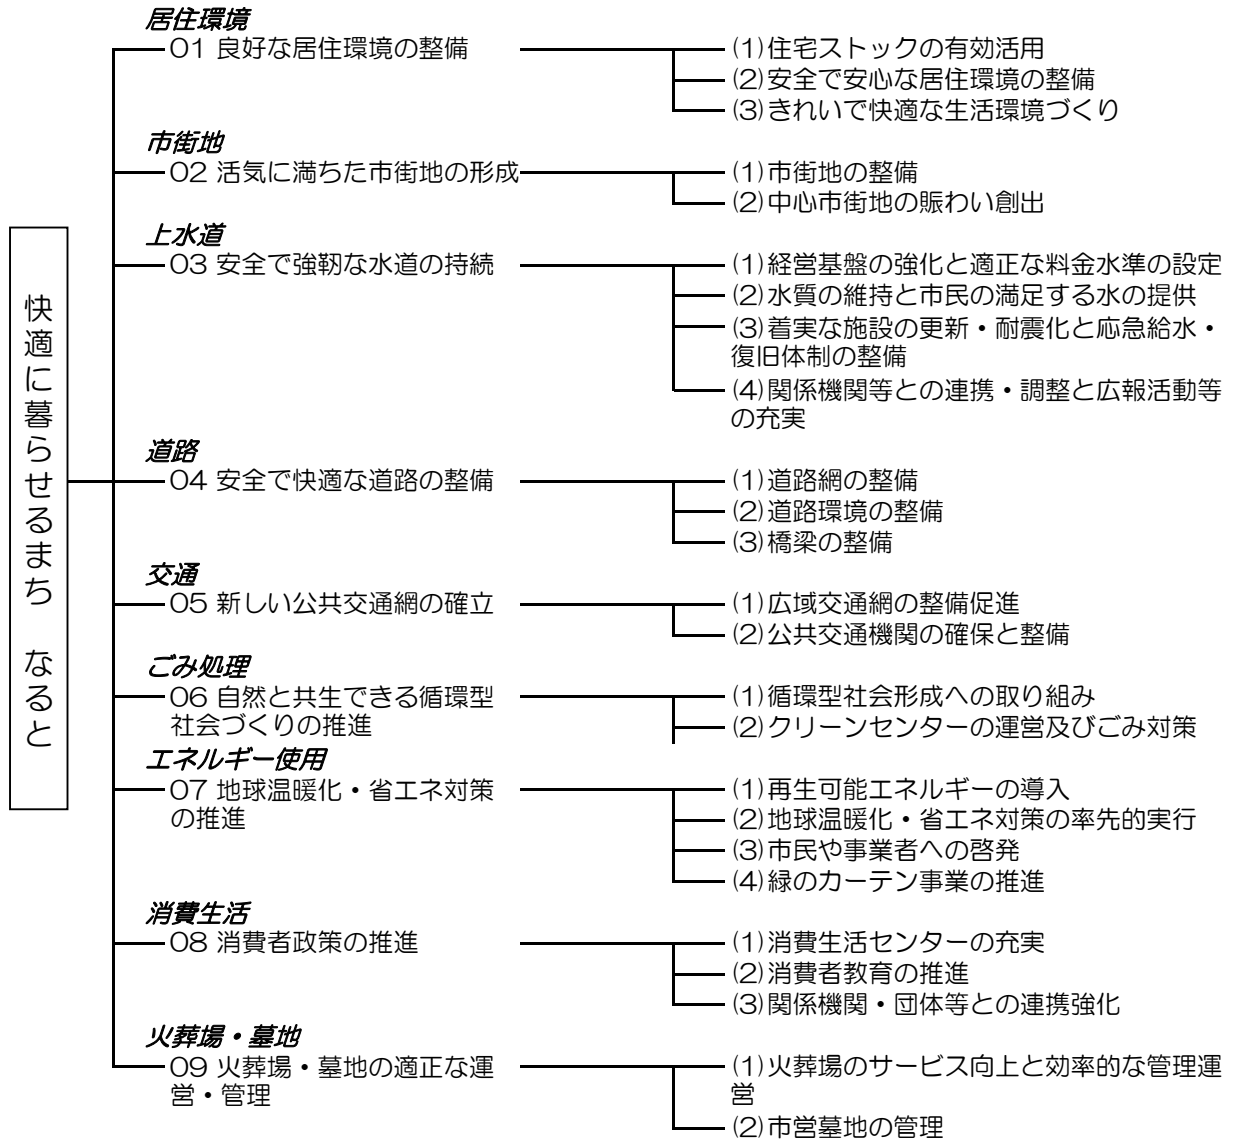 快適に暮らせるまち なると
居住環境
01 良好な居住環境の整備
(1)住宅ストックの有効活用
(2)安全で安心な居住環境の整備
(3)きれいで快適な生活環境づくり
市街地
02 活気に満ちた市街地の形成
(1)市街地の整備
(2)中心市街地の賑わい創出
上水道
03 安全で強靭な水道の持続
(1)経営基盤の強化と適正な料金水準の設定
(2)水質の維持と市民の満足する水の提供
(3)着実な施設の更新・耐震化と応急給水・
復旧体制の整備
(4)関係機関等との連携・調整と広報活動等
の充実
道路
04 安全で快適な道路の整備
(1)道路網の整備
(2)道路環境の整備
(3)橋梁の整備
交通
05 新しい公共交通網の確立
(1)広域交通網の整備促進
(2)公共交通機関の確保と整備
ごみ処理
06 自然と共生できる循環型
社会づくりの推進
(1)循環型社会形成への取り組み
(2)クリーンセンターの運営及びごみ対策
エネルギー使用
07 地球温暖化・省エネ対策
の推進
(1)再生可能エネルギーの導入
(2)地球温暖化・省エネ対策の率先的実行
(3)市民や事業者への啓発
(4)緑のカーテン事業の推進
消費生活
08 消費者政策の推進
(1)消費生活センターの充実
(2)消費者教育の推進
(3)関係機関・団体等との連携強化
火葬場・墓地
09 火葬場・墓地の適正な運
営・管理
(1)火葬場のサービス向上と効率的な管理運
営
(2)市営墓地の管理